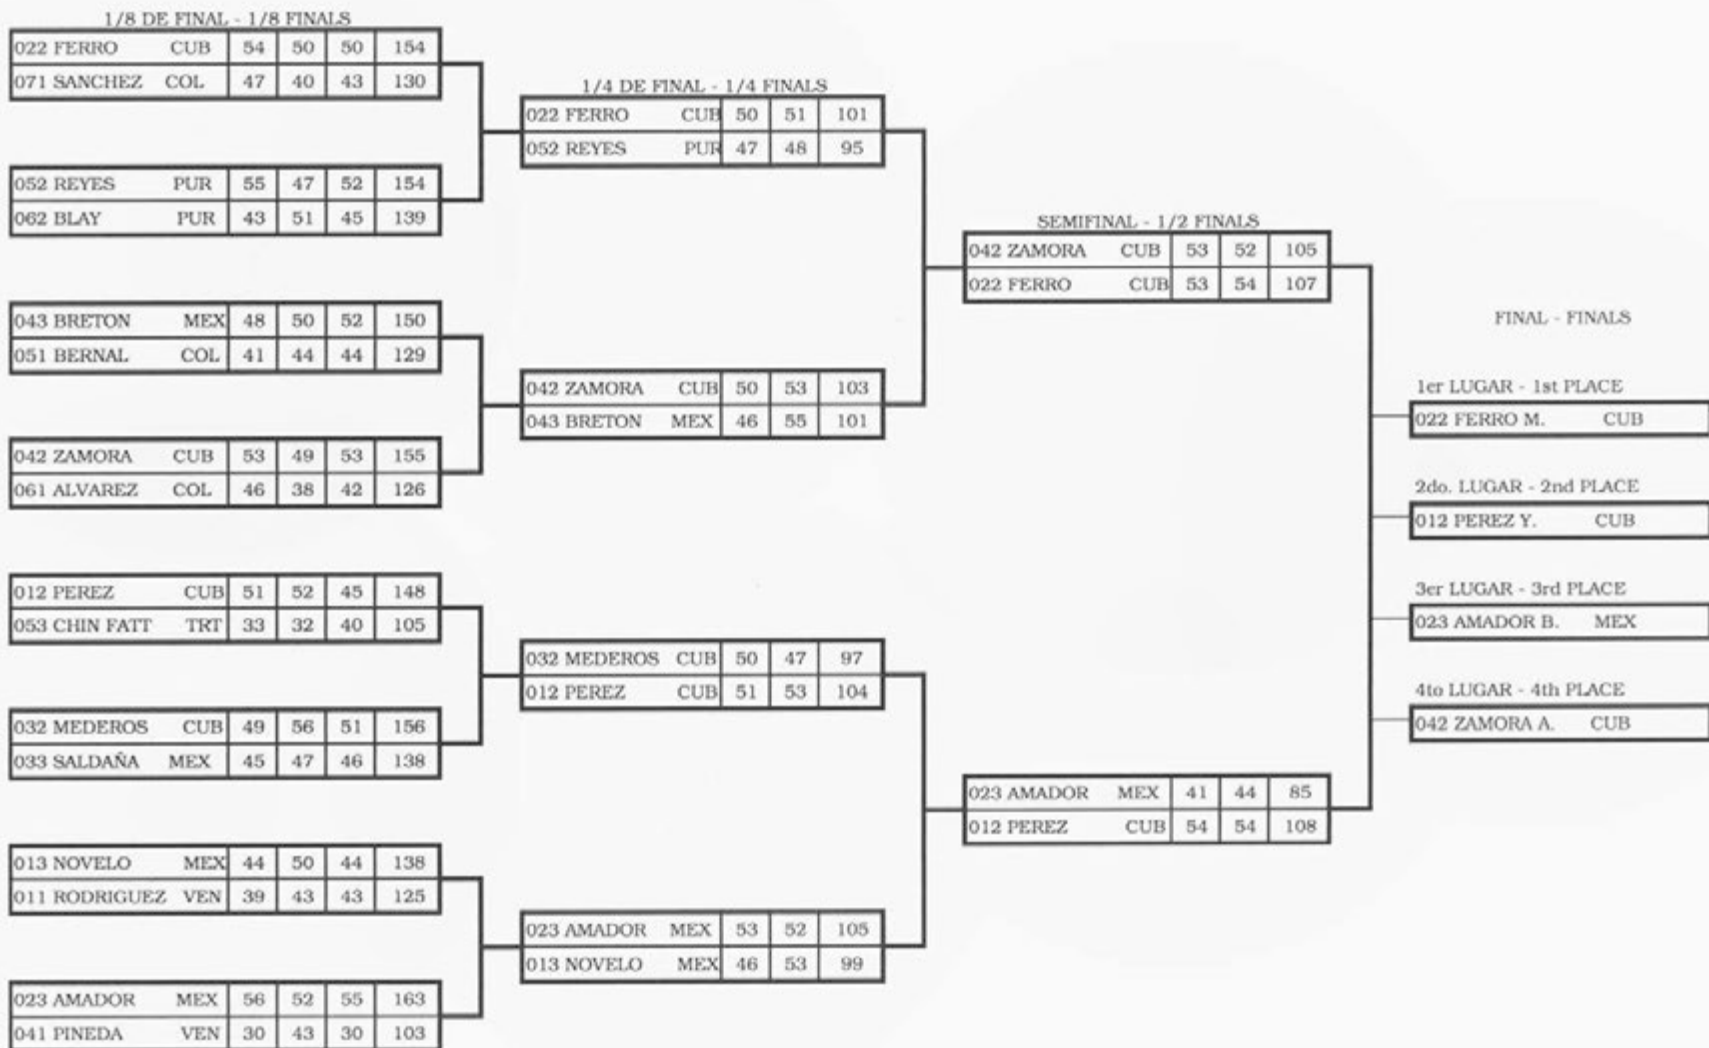 1/8 DE FINAL - 1/8 FINALS
022 FERRO CUB 54 50 50 154
071 SANCHEZ COL 47 40 43 130
052 REYES PUR 55 47 52 154
062 BLAY PUR 43 51 45 139
043 BRETON MEX 48 50 52 150
051 BERNAL COL 41 44 44 129
042 ZAMORA CUB 53 49 53 155
061 ALVAREZ COL 46 38 42 126
012 PEREZ CUB 51 52 45 148
053 CHIN FATT TRT 33 32 40 105
032 MEDEROS CUB 49 56 51 156
033 SALDAÑA MEX 45 47 46 138
013 NOVELO MEX 44 50 44 138
011 RODRIGUEZ VEN 39 43 43 125
023 AMADOR MEX 56 52 55 163
041 PINEDA VEN 30 43 30 103
1/4 DE FINAL - 1/4 FINALS
022 FERRO CUB 50 51 101
052 REYES PUR 47 48 95
042 ZAMORA CUB 50 53 103
043 BRETON MEX 46 55 101
032 MEDEROS CUB 50 47 97
012 PEREZ CUB 51 53 104
023 AMADOR MEX 53 52 105
013 NOVELO MEX 46 53 99
SEMIFINAL - 1/2 FINALS
042 ZAMORA CUB 53 52 105
022 FERRO CUB 53 54 107
023 AMADOR MEX 41 44 85
012 PEREZ CUB 54 54 108
FINAL - FINALS
1er LUGAR - 1st PLACE
022 FERRO M. CUB
2do. LUGAR - 2nd PLACE
012 PEREZ Y. CUB
3er LUGAR - 3rd PLACE
023 AMADOR B. MEX
4to LUGAR - 4th PLACE
042 ZAMORA A. CUB